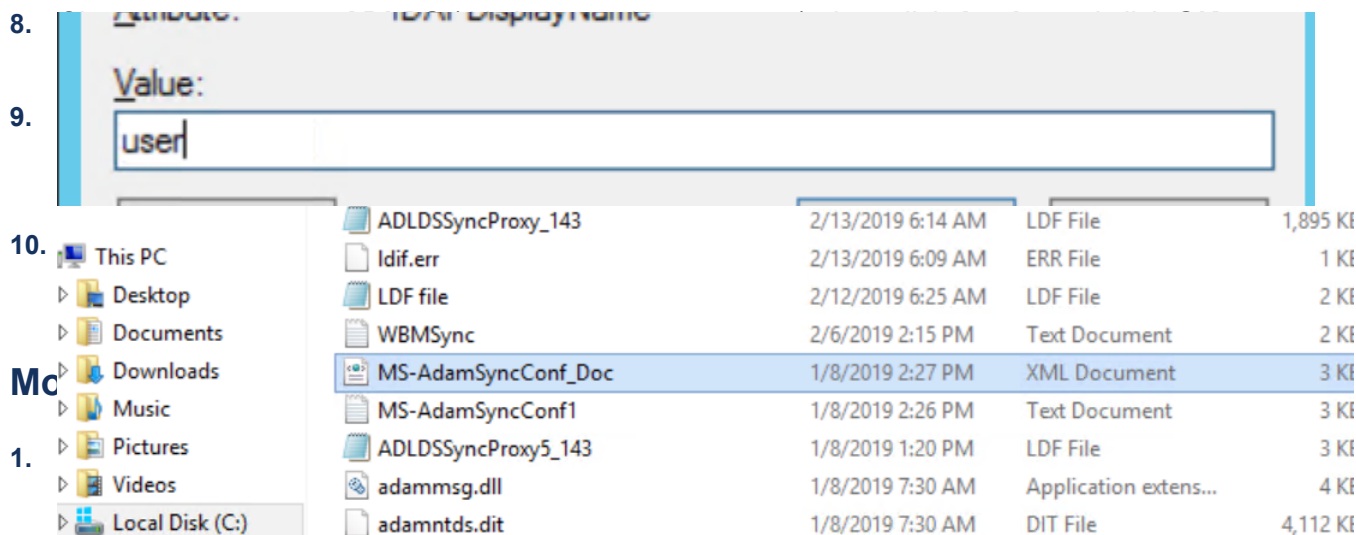 8.
Value:
9.
user
ADLDSSyncProxy_143 2/13/2019 6:14 AM LDF File 1,895 KB
10.
This PC ldif.err 2/13/2019 6:09 AM ERR File 1 KB
Desktop LDF file 2/12/2019 6:25 AM LDF File 2 KB
Documents WBMSync 2/6/2019 2:15 PM Text Document 2 KB
Downloads MS-AdamSyncConf_Doc 1/8/2019 2:27 PM XML Document 3 KB
Music MS-AdamSyncConf1 1/8/2019 2:26 PM Text Document 3 KB
1.
Pictures ADLDSSyncProxy5_143 1/8/2019 1:20 PM LDF File 3 KB
Videos adammsg.dll 1/8/2019 7:30 AM Application extens... 4 KB
Local Disk (C:) adamntds.dit 1/8/2019 7:30 AM DIT File 4,112 KB